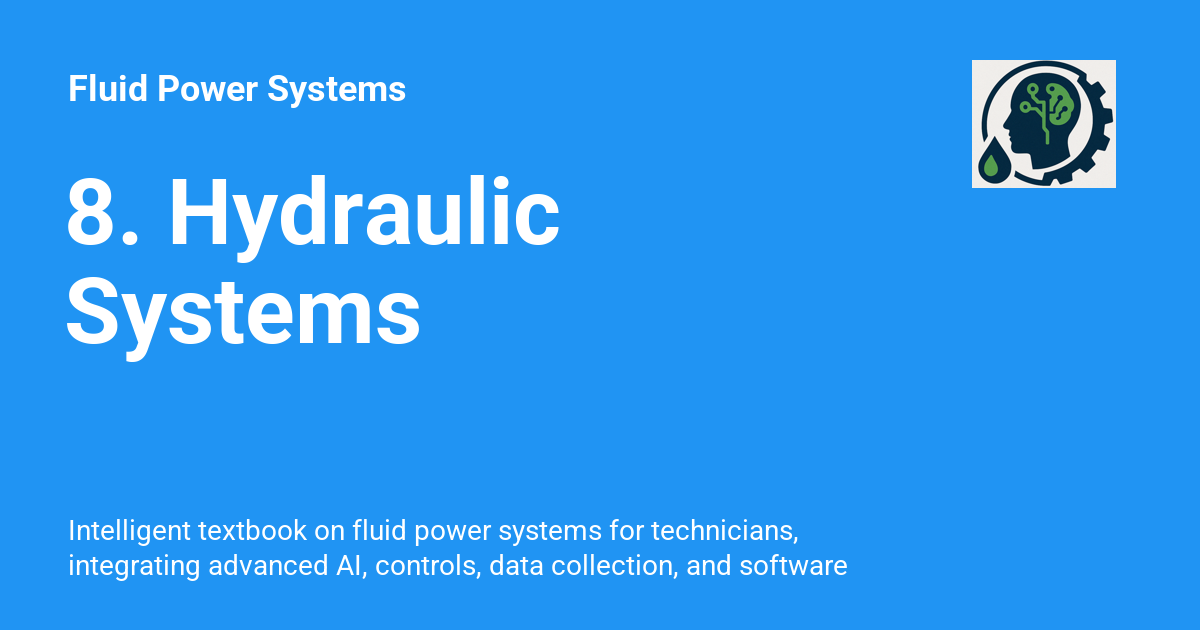 Fluid Power Systems
8. Hydraulic
Systems
Intelligent textbook on fluid power systems for technicians,
integrating advanced AI, controls, data collection, and software